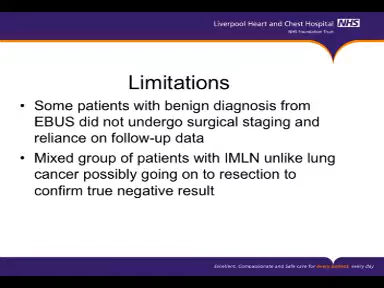 Liverpool Heart and Chest Hospital NHS
NHS Foundation Trust
Limitations
• Some patients with benign diagnosis from
EBUS did not undergo surgical staging and
reliance on follow-up data
• Mixed group of patients with IMLN unlike lung
cancer possibly going on to resection to
confirm true negative result
Excellent, Compassionate and Safe care for every patient, every day